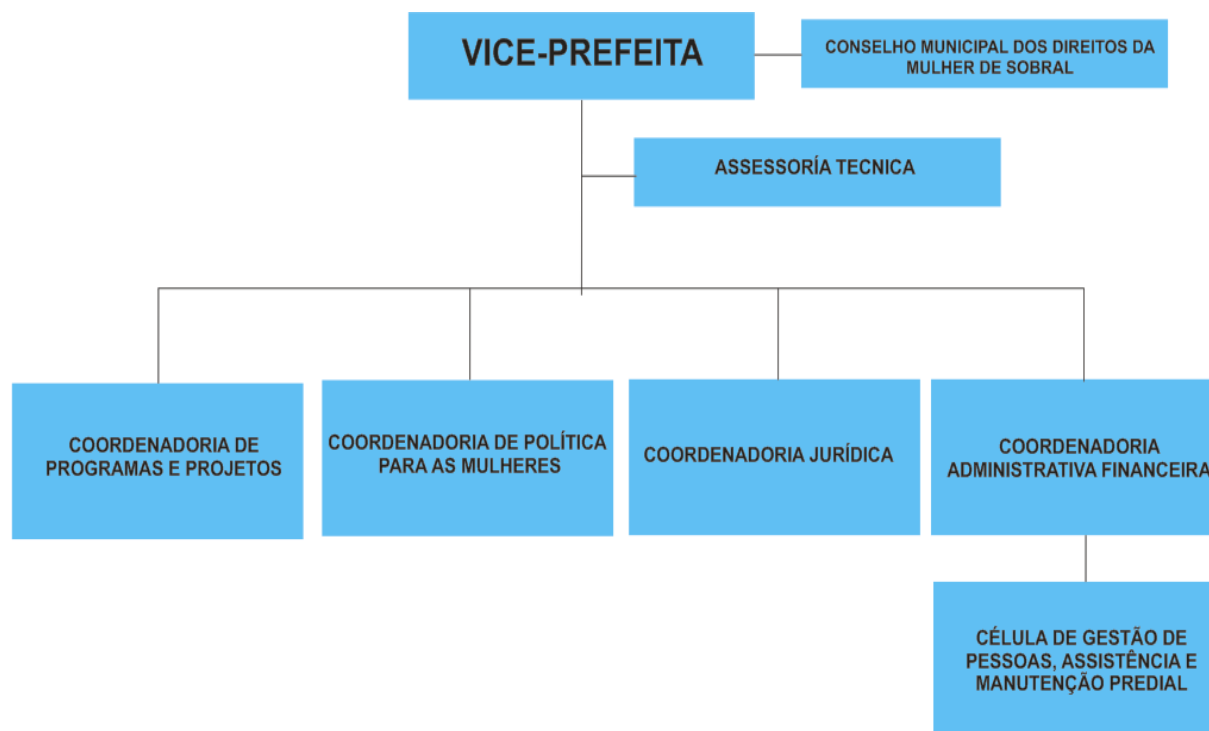 VICE-PREFEITA
CONSELHO MUNICIPAL DOS DIREITOS DA
MULHER DE SOBRAL
ASSESSORÍA TECNICA
COORDENADORIA DE
PROGRAMAS E PROJETOS
COORDENADORIA DE POLÍTICA
PARA AS MULHERES
COORDENADORIA JURÍDICA
COORDENADORIA
ADMINISTRATIVA FINANCEIRA
CÉLULA DE GESTÃO DE
PESSOAS, ASSISTÊNCIA E
MANUTENÇÃO PREDIAL